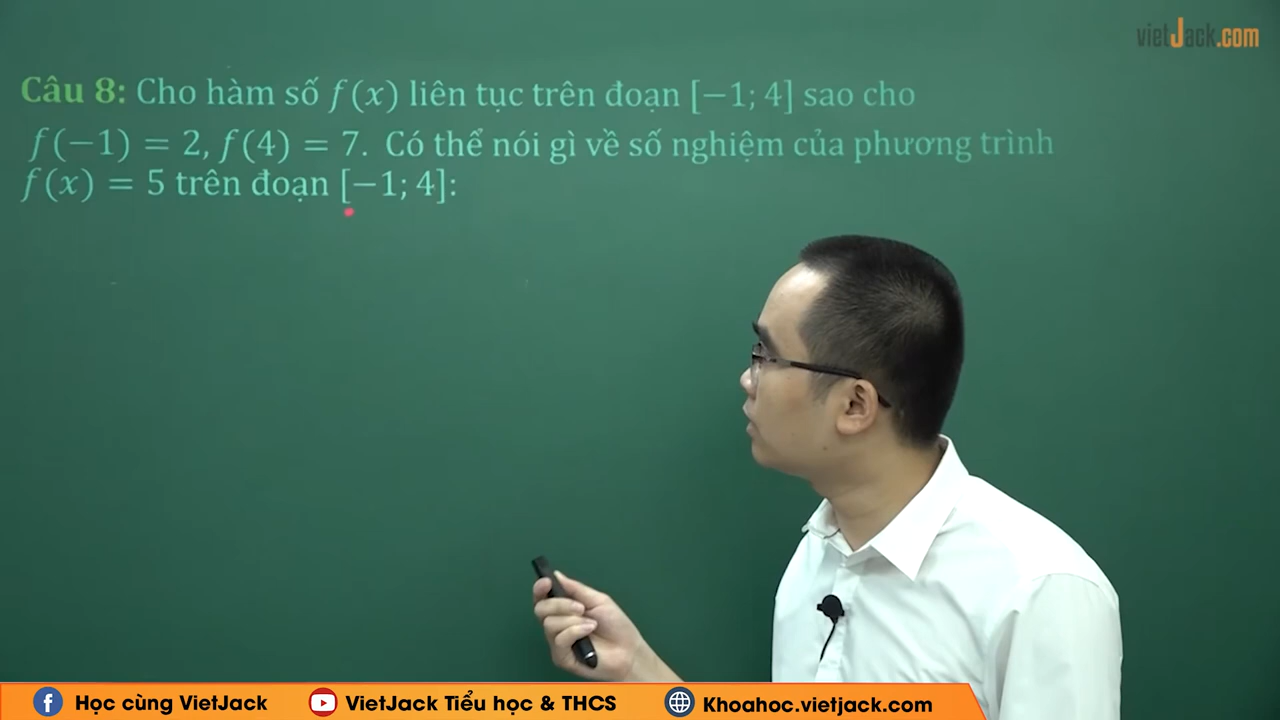 vietJack.com
Câu 8: Cho hàm số f(x) liên tục trên đoạn [−1; 4] sao cho
f(−1) = 2, f(4) = 7. Có thể nói gì về số nghiệm của phương trình
f(x) = 5 trên đoạn [−1; 4]:
Học cùng VietJack
VietJack Tiểu học & THCS
Khoahoc.vietjack.com